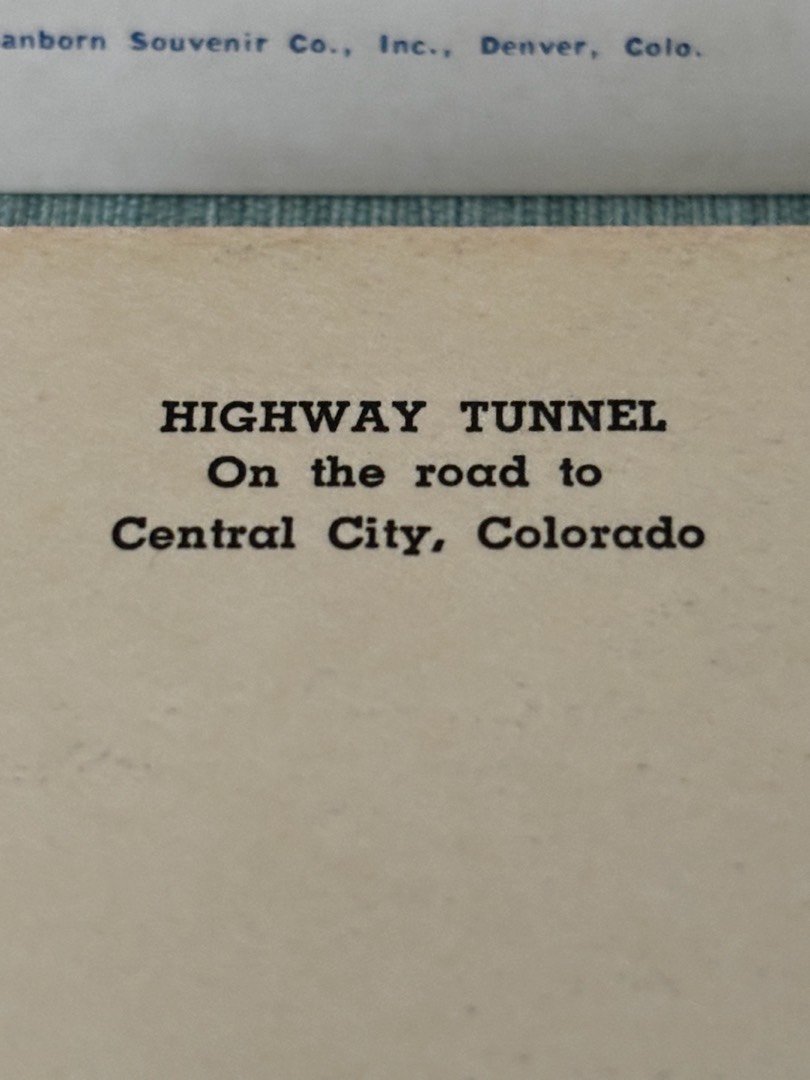 anborn Souvenir Co., Inc., Denver, Colo.
HIGHWAY TUNNEL
On the road to
Central City, Colorado